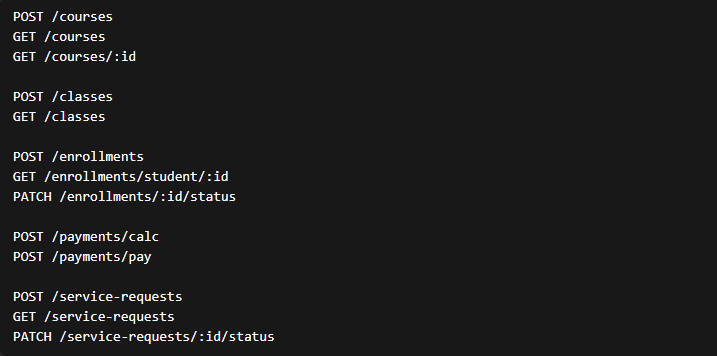 POST /courses
GET /courses
GET /courses/:id
POST /classes
GET /classes
POST /enrollments
GET /enrollments/student/:id
PATCH /enrollments/:id/status
POST /payments/calc
POST /payments/pay
POST /service-requests
GET /service-requests
PATCH /service-requests/:id/status